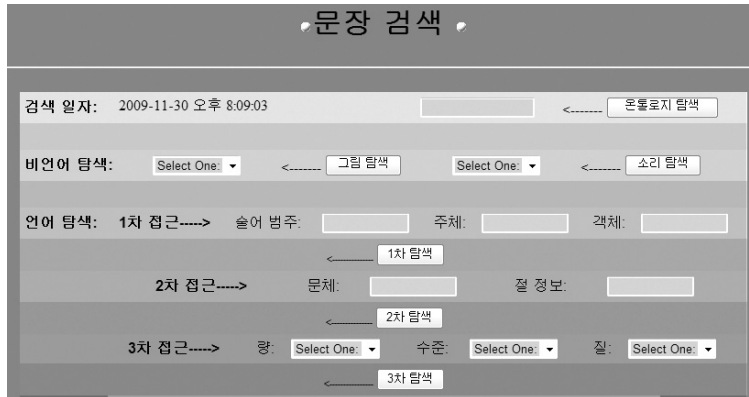 문장 검색
검색 일자: 2009-11-30 오후 8:09:03 <------- 온톨로지 탐색
비언어 탐색: Select One: <------- 그림 탐색 Select One: <------- 소리 탐색
언어 탐색: 1차 접근-----> 술어 범주: 주체: 객체:
<--------- 1차 탐색
2차 접근-----> 문체: 절 정보:
<--------- 2차 탐색
3차 접근-----> 량: Select One: 수준: Select One: 질: Select One:
<--------- 3차 탐색